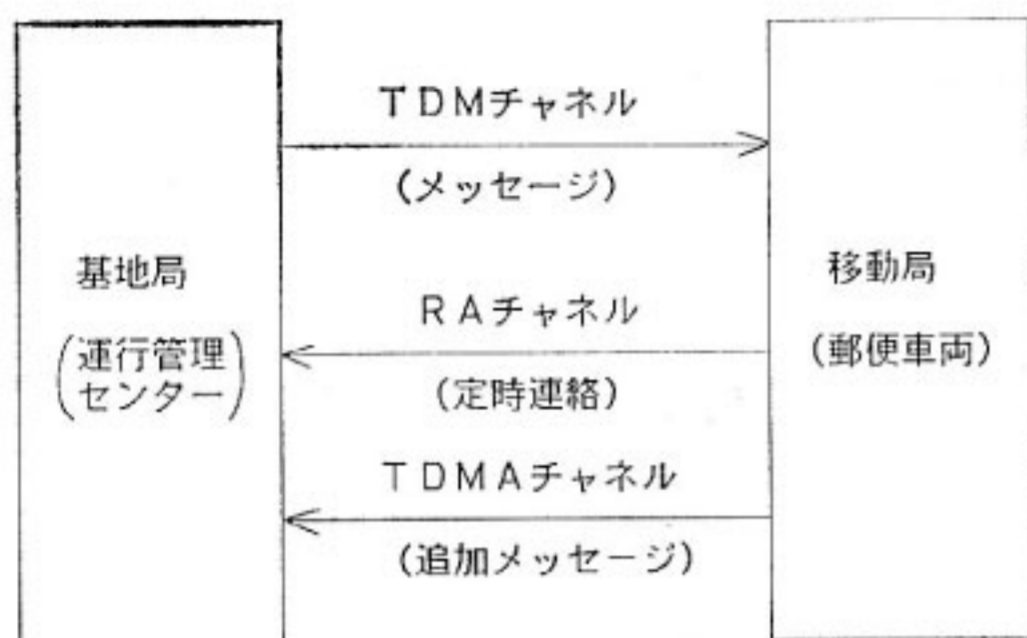 TDMチャネル
(メッセージ)
基地局
(運行管理
センター)
RAチャネル
(定時連絡)
移動局
(郵便車両)
TDMAチャネル
(追加メッセージ)